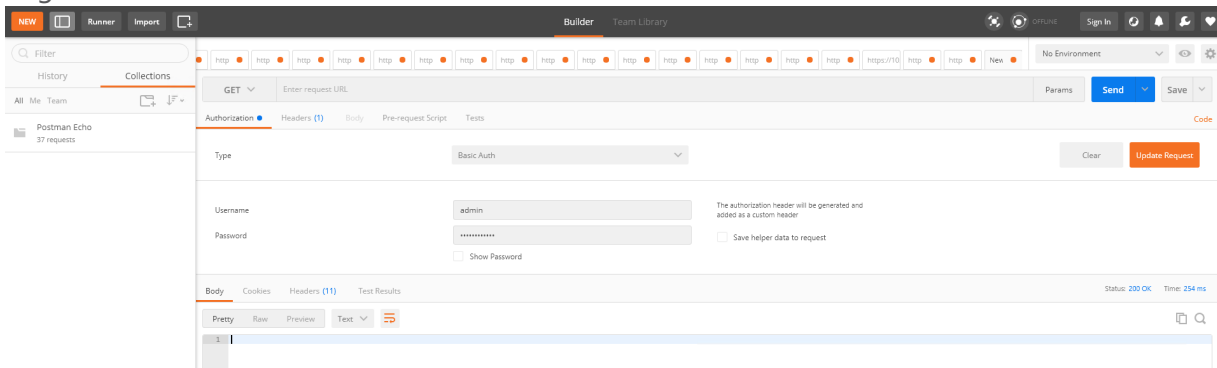 NEW Runner Import Builder Team Library OFFLINE Sign In
Filter
History Collections
All Me Team
Postman Echo
37 requests
http http http http http http http http http http http http http http http http https://10 http http New No Environment
GET Enter request URL Params Send Save
Authorization Headers (1) Body Pre-request Script Tests Code
Type Basic Auth Clear Update Request
Username admin The authorization header will be generated and
added as a custom header
Password •••••••••••• Save helper data to request
Show Password
Body Cookies Headers (11) Test Results Status: 200 OK Time: 254 ms
Pretty Raw Preview Text
1